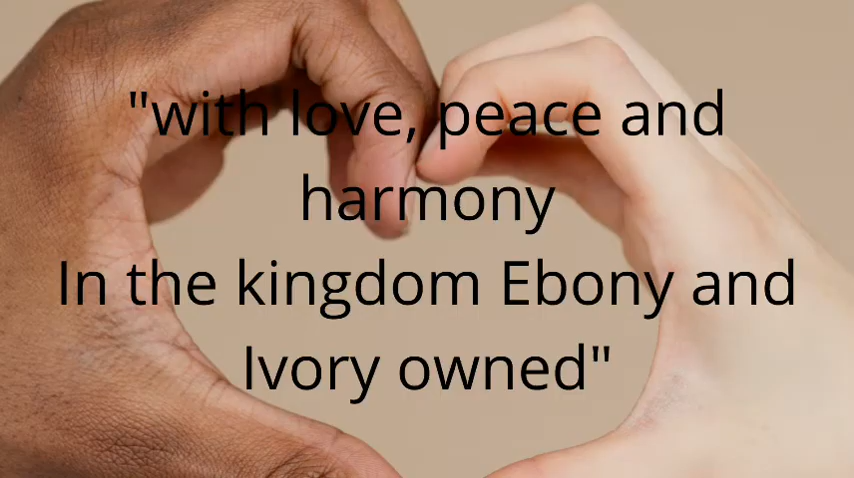 "with love, peace and
harmony
In the kingdom Ebony and
Ivory owned"